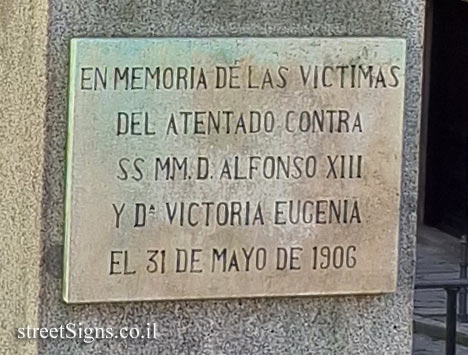 EN MEMORIA DE LAS VICTIMAS
DEL ATENTADO CONTRA
SS MM. D. ALFONSO XIII
Y Dª VICTORIA EUGENIA
EL 31 DE MAYO DE 1906
streetSigns.co.il